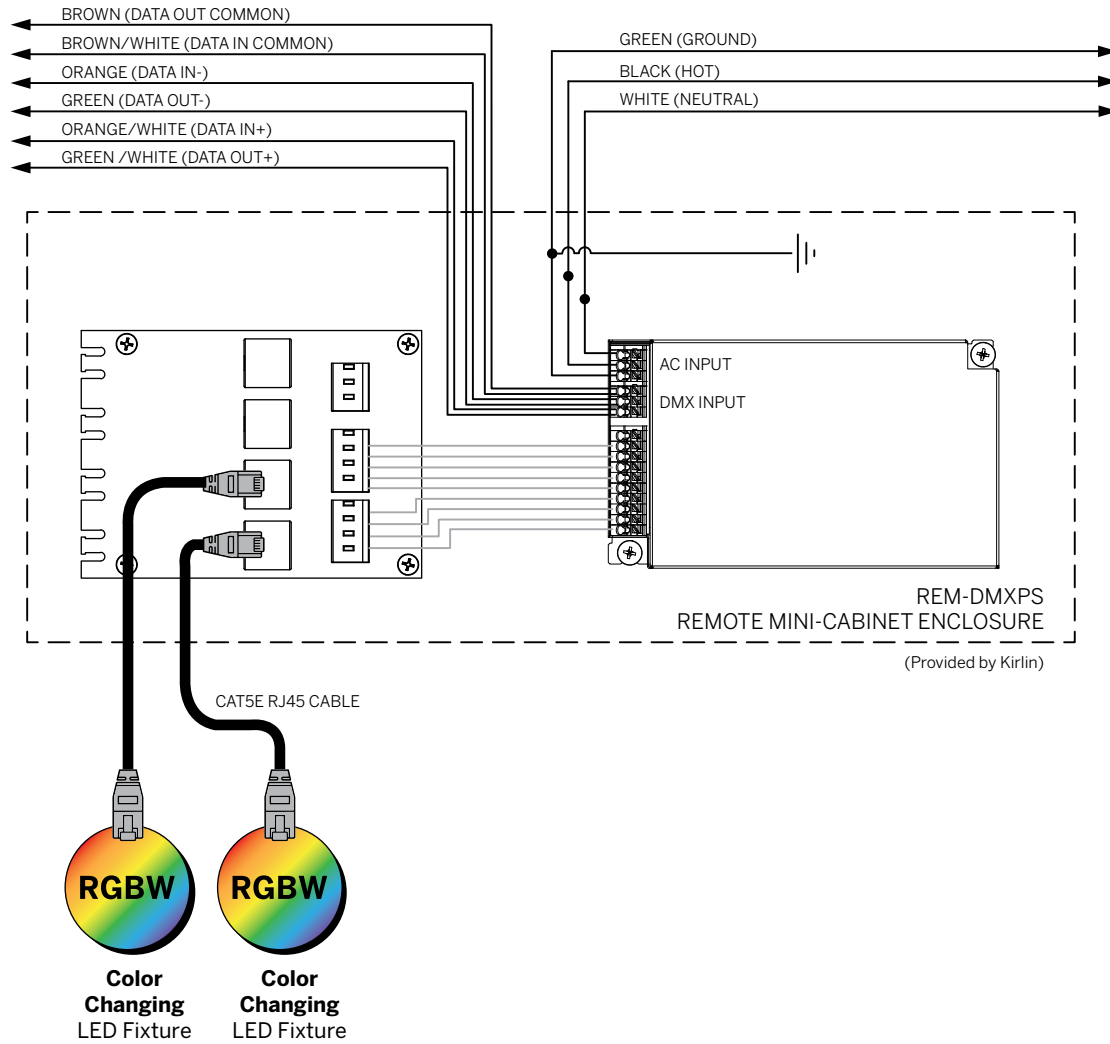 BROWN (DATA OUT COMMON)
BROWN/WHITE (DATA IN COMMON)
ORANGE (DATA IN-)
GREEN (DATA OUT-)
ORANGE/WHITE (DATA IN+)
GREEN /WHITE (DATA OUT+)
GREEN (GROUND)
BLACK (HOT)
WHITE (NEUTRAL)
AC INPUT
DMX INPUT
REM-DMXPS
REMOTE MINI-CABINET ENCLOSURE
(Provided by Kirlin)
CAT5E RJ45 CABLE
RGBW
RGBW
Color
Changing
LED Fixture
Color
Changing
LED Fixture